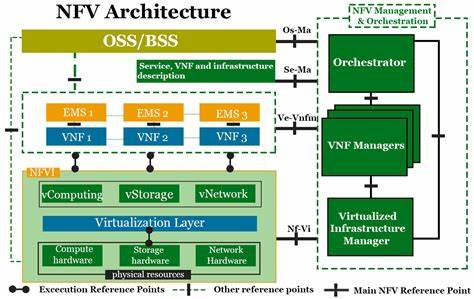 NFV Architecture
NFV Management
& Orchestration
OSS/BSS
Os-Ma
Orchestrator
Service, VNF and infrastructure
description
Se-Ma
EMS 1
EMS 2
EMS 3
VNF 1
VNF 2
VNF 3
Ve-Vnfm
VNF Managers
NFVI
vComputing
vStorage
vNetwork
Virtualization Layer
Nf-Vi
Virtualized
Infrastructure
Manager
Compute
hardware
Storage
hardware
Network
Hardware
physical resources
Execution Reference Points
Other reference points
Main NFV Reference Point